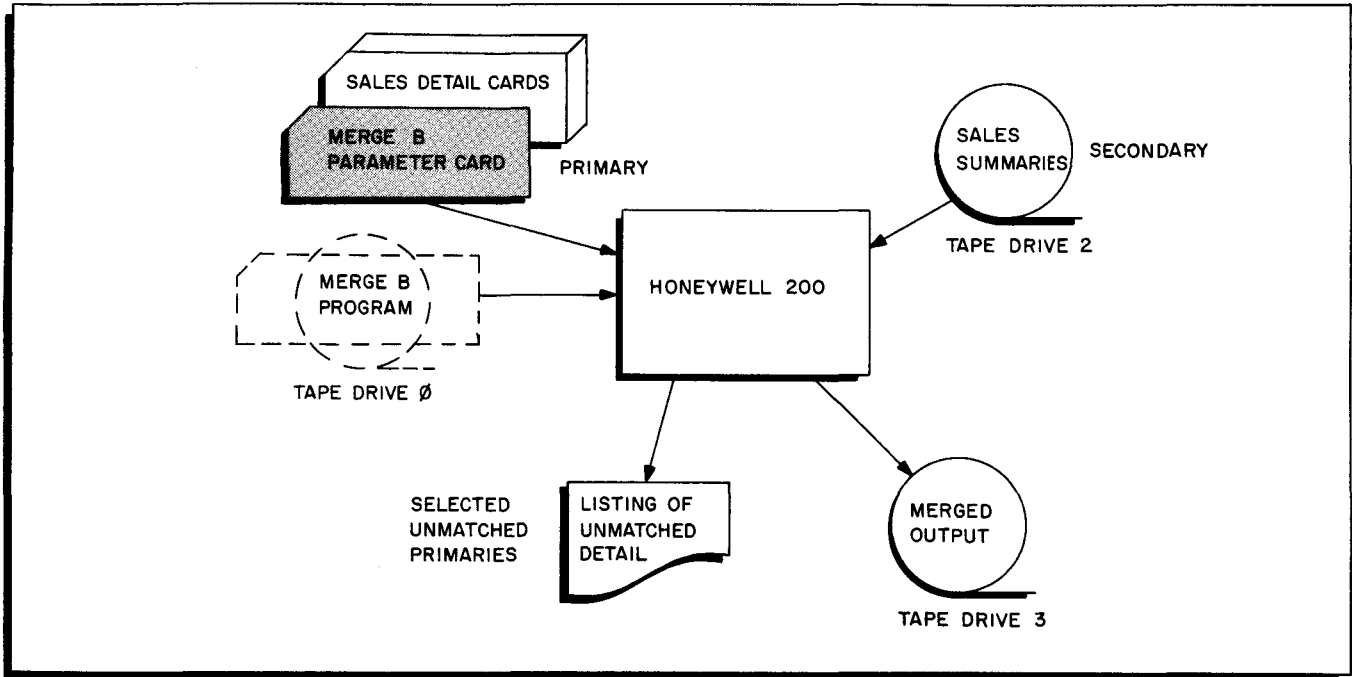 SALES DETAIL CARDS
MERGE B
PARAMETER CARD
PRIMARY
SALES
SUMMARIES
SECONDARY
TAPE DRIVE 2
MERGE B
PROGRAM
TAPE DRIVE Ø
HONEYWELL 200
SELECTED
UNMATCHED
PRIMARIES
LISTING OF
UNMATCHED
DETAIL
MERGED
OUTPUT
TAPE DRIVE 3